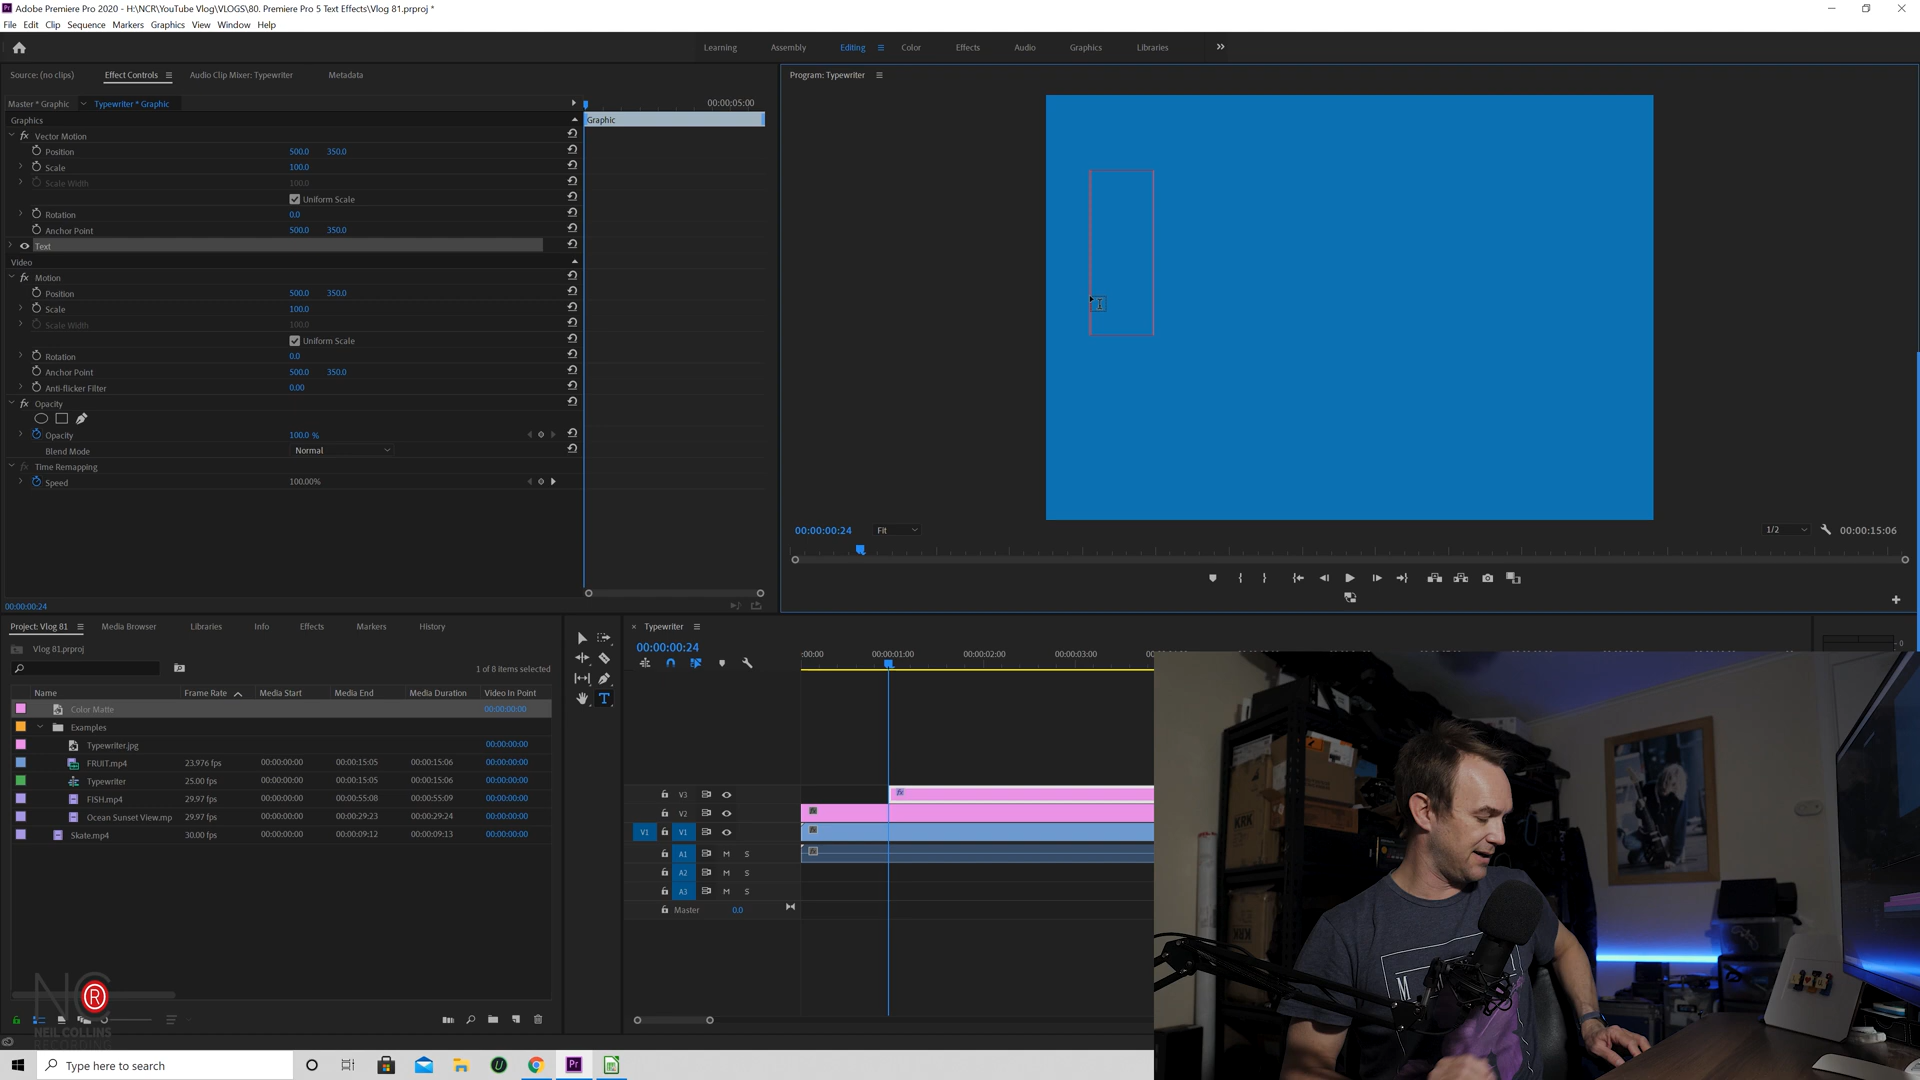 Adobe Premiere Pro 2020 - H:\NCR\YouTube Vlog\VLOGS\80. Premiere Pro 5 Text Effects\Vlog 81.prproj *
File Edit Clip Sequence Markers Graphics View Window Help
Learning Assembly Editing Color Effects Audio Graphics Libraries
Source: (no clips) Effect Controls Audio Clip Mixer: Typewriter Metadata
Program: Typewriter
Master * Graphic Typewriter * Graphic 00:00:05:00
Graphics Graphic
fx Vector Motion
Position 500.0 350.0
Scale 100.0
Scale Width 100.0
Uniform Scale
Rotation 0.0
Anchor Point 500.0 350.0
Text
Video
fx Motion
Position 500.0 350.0
Scale 100.0
Scale Width 100.0
Uniform Scale
Rotation 0.0
Anchor Point 500.0 350.0
Anti-flicker Filter 0.00
fx Opacity
Opacity 100.0 %
Blend Mode Normal
fx Time Remapping
Speed 100.00%
00:00:00:24
00:00:00:24 Fit 1/2 00:00:15:06
Project: Vlog 81 Media Browser Libraries Info Effects Markers History
Vlog 81.prproj
1 of 8 items selected
Name Frame Rate Media Start Media End Media Duration Video In Point
Color Matte 00:00:00:00
Examples
Typewriter.jpg 00:00:00:00
FRUIT.mp4 23.976 fps 00:00:00:00 00:00:15:05 00:00:15:06 00:00:00:00
Typewriter 25.00 fps 00:00:00:00 00:00:15:05 00:00:15:06 00:00:00:00
FISH.mp4 29.97 fps 00:00:00:00 00:00:55:08 00:00:55:09 00:00:00:00
Ocean Sunset View.mp 29.97 fps 00:00:00:00 00:00:29:23 00:00:29:24 00:00:00:00
Skate.mp4 30.00 fps 00:00:00:00 00:00:09:12 00:00:09:13 00:00:00:00
Typewriter
00:00:00:24
:00:00 00:00:01:00 00:00:02:00 00:00:03:00
V3
V2
V1 V1
A1 M S
A2 M S
A3 M S
Master 0.0
NC R
NEIL COLLINS
RECORDING
Type here to search
Pr
KRK
M